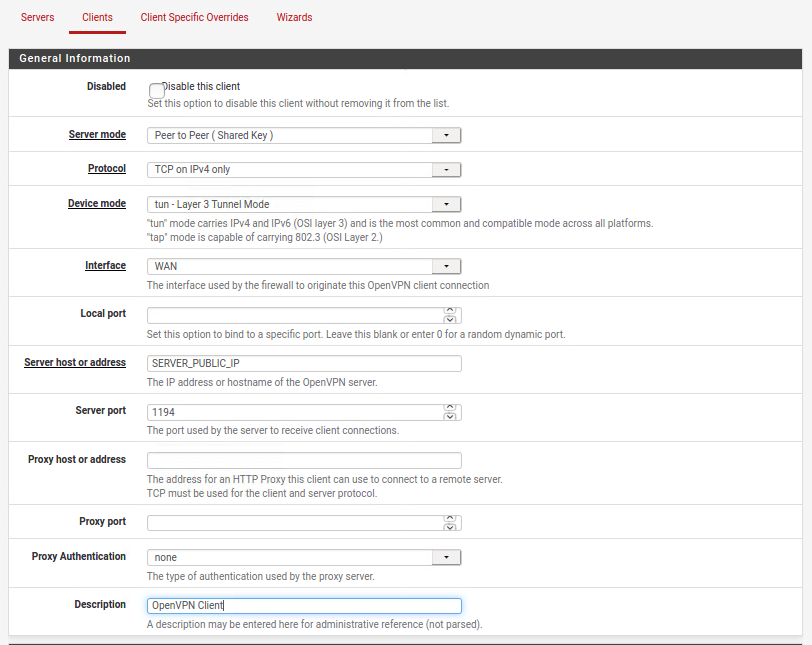 Servers Clients Client Specific Overrides Wizards
General Information
Disabled Disable this client
Set this option to disable this client without removing it from the list.
Server mode Peer to Peer ( Shared Key )
Protocol TCP on IPv4 only
Device mode tun - Layer 3 Tunnel Mode
"tun" mode carries IPv4 and IPv6 (OSI layer 3) and is the most common and compatible mode across all platforms.
"tap" mode is capable of carrying 802.3 (OSI Layer 2.)
Interface WAN
The interface used by the firewall to originate this OpenVPN client connection
Local port
Set this option to bind to a specific port. Leave this blank or enter 0 for a random dynamic port.
Server host or address SERVER_PUBLIC_IP
The IP address or hostname of the OpenVPN server.
Server port 1194
The port used by the server to receive client connections.
Proxy host or address
The address for an HTTP Proxy this client can use to connect to a remote server.
TCP must be used for the client and server protocol.
Proxy port
Proxy Authentication none
The type of authentication used by the proxy server.
Description OpenVPN Client
A description may be entered here for administrative reference (not parsed).